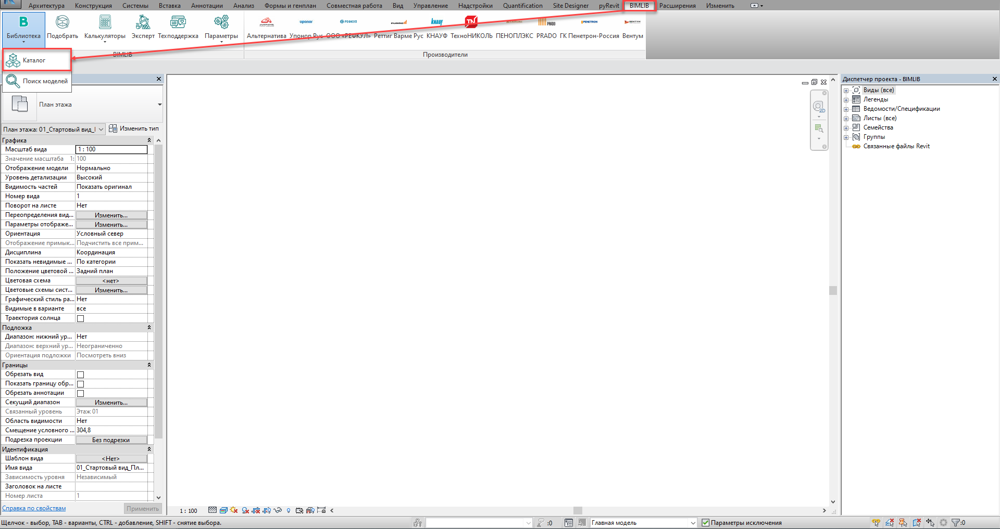 Архитектура Конструкция Системы Вставка Аннотации Анализ Формы и генплан Совместная работа Вид Управление Надстройки Quantification Site Designer pyRevit BIMLIB Расширения Изменить
B uponor РЕФКУЛ PURMO KNAUF TN PRADO PENETRON ВЕНТУМ
Библиотека Подобрать Калькуляторы Эксперт Техподдержка Параметры Альтернатива Упонор Рус ООО «РЕФКУЛ» Реттиг Варме Рус КНАУФ ТехноНИКОЛЬ ПЕНОПЛЭКС PRADO ГК Пенетрон-Россия Вентум
BIMLIB Производители
Каталог
Поиск моделей
План этажа
План этажа: 01_Стартовый вид_ Изменить тип
Графика
Масштаб вида 1 : 100
Значение масштаба 1: 100
Отображение модели Нормально
Уровень детализации Высокий
Видимость частей Показать оригинал
Номер вида 1
Поворот на листе Нет
Переопределения вид... Изменить...
Параметры отображе... Изменить...
Ориентация Условный север
Отображение примык... Подчистить все прим...
Дисциплина Координация
Показать невидимые ... По категории
Положение цветовой ... Задний план
Цветовая схема <нет>
Цветовые схемы сист... Изменить...
Графический стиль ра... Нет
Видимые в варианте все
Траектория солнца
Подложка
Диапазон: нижний ур... Нет
Диапазон: верхний ур... Неограниченно
Ориентация подложки Посмотреть вниз
Границы
Обрезать вид
Показать границу обр...
Обрезать аннотации
Секущий диапазон Изменить...
Связанный уровень Этаж 01
Область видимости Нет
Смещение условного ... 304,8
Подрезка проекции Без подрезки
Идентификация
Шаблон вида <Нет>
Имя вида 01_Стартовый вид_Пл...
Зависимость уровня Независимый
Заголовок на листе
Номер листа 1
Справка по свойствам Применить
2D
1 : 100
Диспетчер проекта - BIMLIB
Виды (все)
Легенды
Ведомости/Спецификации
Листы (все)
Семейства
Группы
Связанные файлы Revit
Щелчок - выбор, TAB - варианты, CTRL - добавление, SHIFT - снятие выбора. :0 Главная модель Параметры исключения :0